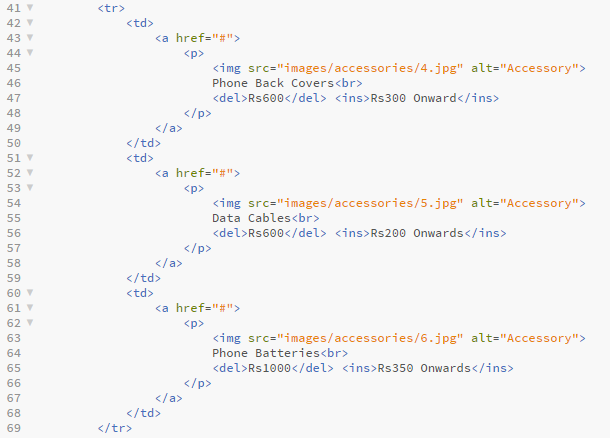 41 <tr>
42 <td>
43 <a href="#">
44 <p>
45 <img src="images/accessories/4.jpg" alt="Accessory">
46 Phone Back Covers<br>
47 <del>Rs600</del> <ins>Rs300 Onward</ins>
48 </p>
49 </a>
50 </td>
51 <td>
52 <a href="#">
53 <p>
54 <img src="images/accessories/5.jpg" alt="Accessory">
55 Data Cables<br>
56 <del>Rs600</del> <ins>Rs200 Onwards</ins>
57 </p>
58 </a>
59 </td>
60 <td>
61 <a href="#">
62 <p>
63 <img src="images/accessories/6.jpg" alt="Accessory">
64 Phone Batteries<br>
65 <del>Rs1000</del> <ins>Rs350 Onwards</ins>
66 </p>
67 </a>
68 </td>
69 </tr>